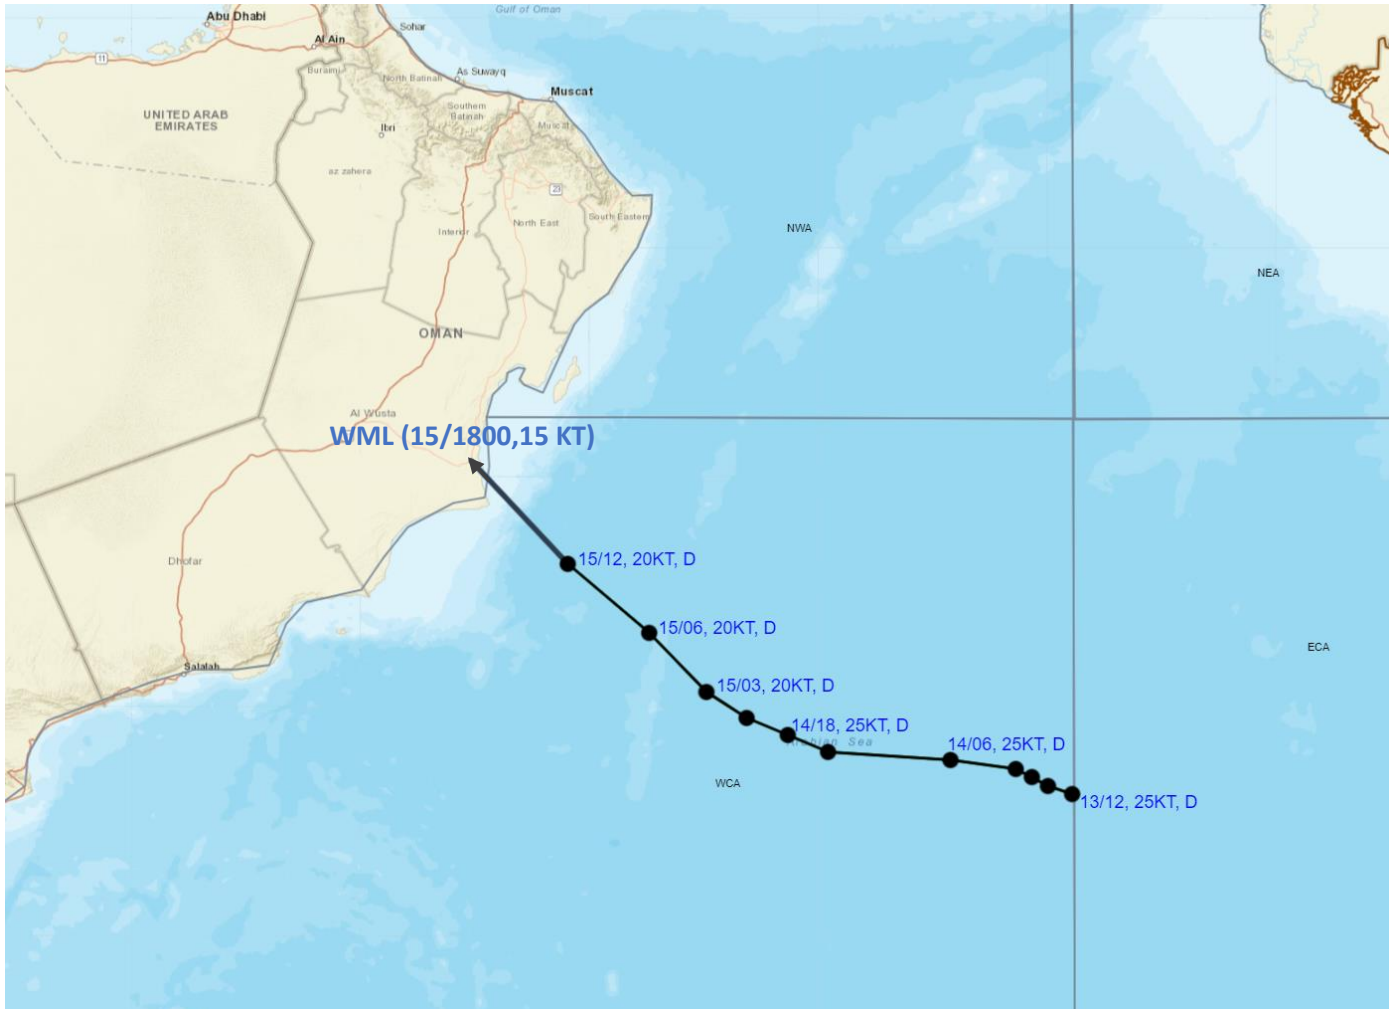 Gulf of Oman
Abu Dhabi
Sohar
Al Ain
11
Buraimi
North Batinah
As Suwayq
Muscat
UNITED ARAB
EMIRATES
Southern
Batinah
Muscat
Ibri
az zahera
23
North East
South Eastern
Interior
NWA
NEA
OMAN
Al Wusta
WML (15/1800,15 KT)
Dhofar
15/12, 20KT, D
15/06, 20KT, D
ECA
Salalah
15/03, 20KT, D
14/18, 25KT, D
Arabian Sea
14/06, 25KT, D
WCA
13/12, 25KT, D